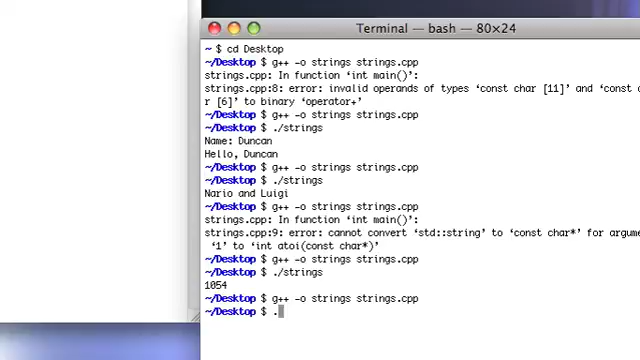 Terminal — bash — 80×24
~ $ cd Desktop
~/Desktop $ g++ -o strings strings.cpp
strings.cpp: In function ‘int main()’:
strings.cpp:8: error: invalid operands of types ‘const char [11]’ and ‘const c
r [6]’ to binary ‘operator+’
~/Desktop $ g++ -o strings strings.cpp
~/Desktop $ ./strings
Name: Duncan
Hello, Duncan
~/Desktop $ g++ -o strings strings.cpp
~/Desktop $ ./strings
Nario and Luigi
~/Desktop $ g++ -o strings strings.cpp
strings.cpp: In function ‘int main()’:
strings.cpp:9: error: cannot convert ‘std::string’ to ‘const char*’ for argume
‘1’ to ‘int atoi(const char*)’
~/Desktop $ g++ -o strings strings.cpp
~/Desktop $ ./strings
1054
~/Desktop $ g++ -o strings strings.cpp
~/Desktop $ .